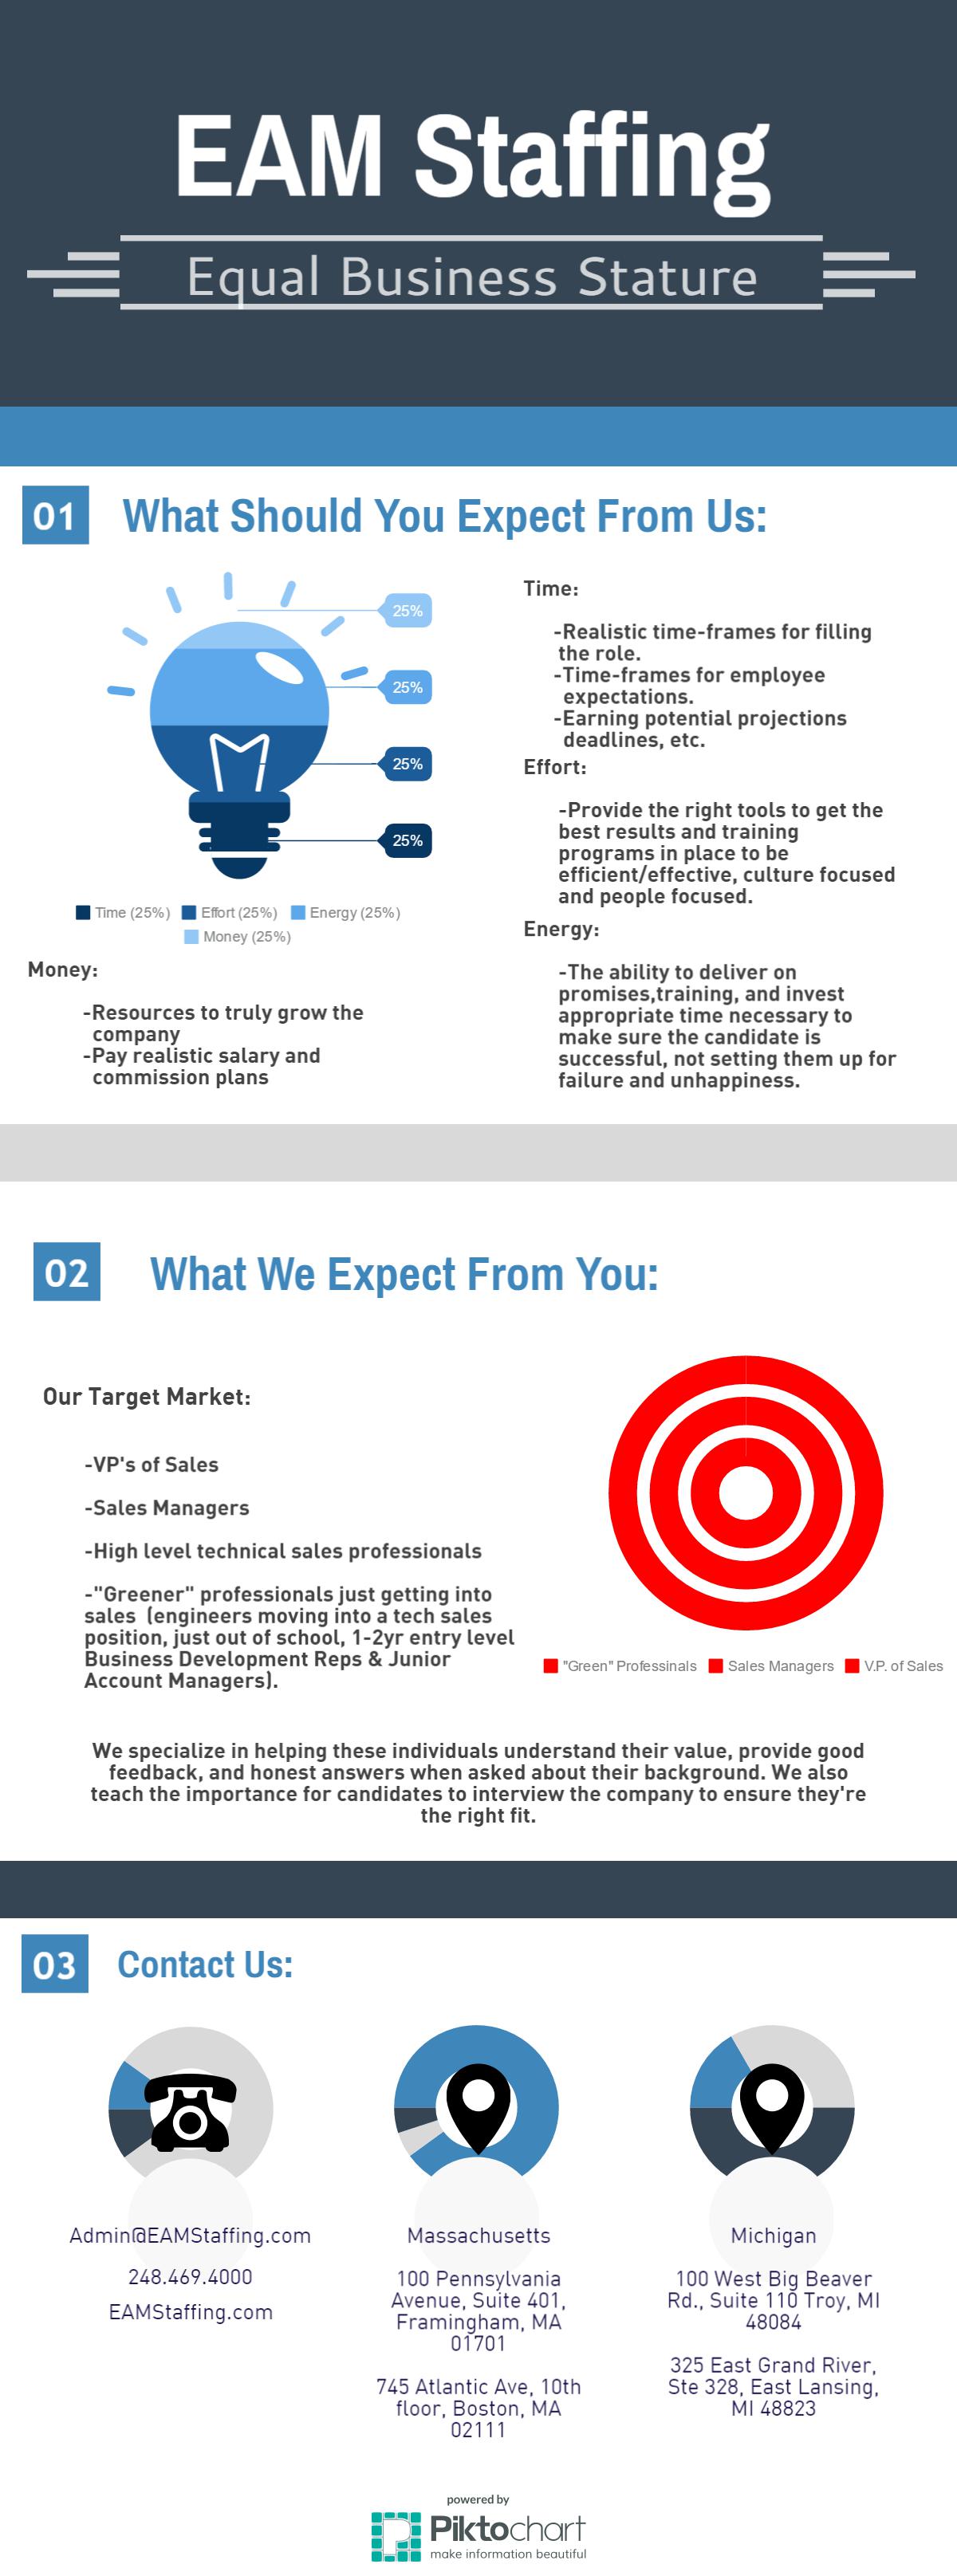 EAM Staffing
Equal Business Stature
01
What Should You Expect From Us:
25%
25%
25%
25%
Time (25%)
Effort (25%)
Energy (25%)
Money (25%)
Money:
-Resources to truly grow the
company
-Pay realistic salary and
commission plans
Time:
-Realistic time-frames for filling
the role.
-Time-frames for employee
expectations.
-Earning potential projections
deadlines, etc.
Effort:
-Provide the right tools to get the
best results and training
programs in place to be
efficient/effective, culture focused
and people focused.
Energy:
-The ability to deliver on
promises,training, and invest
appropriate time necessary to
make sure the candidate is
successful, not setting them up for
failure and unhappiness.
02
What We Expect From You:
Our Target Market:
-VP's of Sales
-Sales Managers
-High level technical sales professionals
-"Greener" professionals just getting into
sales (engineers moving into a tech sales
position, just out of school, 1-2yr entry level
Business Development Reps & Junior
Account Managers).
"Green" Professinals
Sales Managers
V.P. of Sales
We specialize in helping these individuals understand their value, provide good
feedback, and honest answers when asked about their background. We also
teach the importance for candidates to interview the company to ensure they're
the right fit.
03
Contact Us:
Admin@EAMStaffing.com
248.469.4000
EAMStaffing.com
Massachusetts
100 Pennsylvania
Avenue, Suite 401,
Framingham, MA
01701
745 Atlantic Ave, 10th
floor, Boston, MA
02111
Michigan
100 West Big Beaver
Rd., Suite 110 Troy, MI
48084
325 East Grand River,
Ste 328, East Lansing,
MI 48823
powered by
Piktochart
make information beautiful